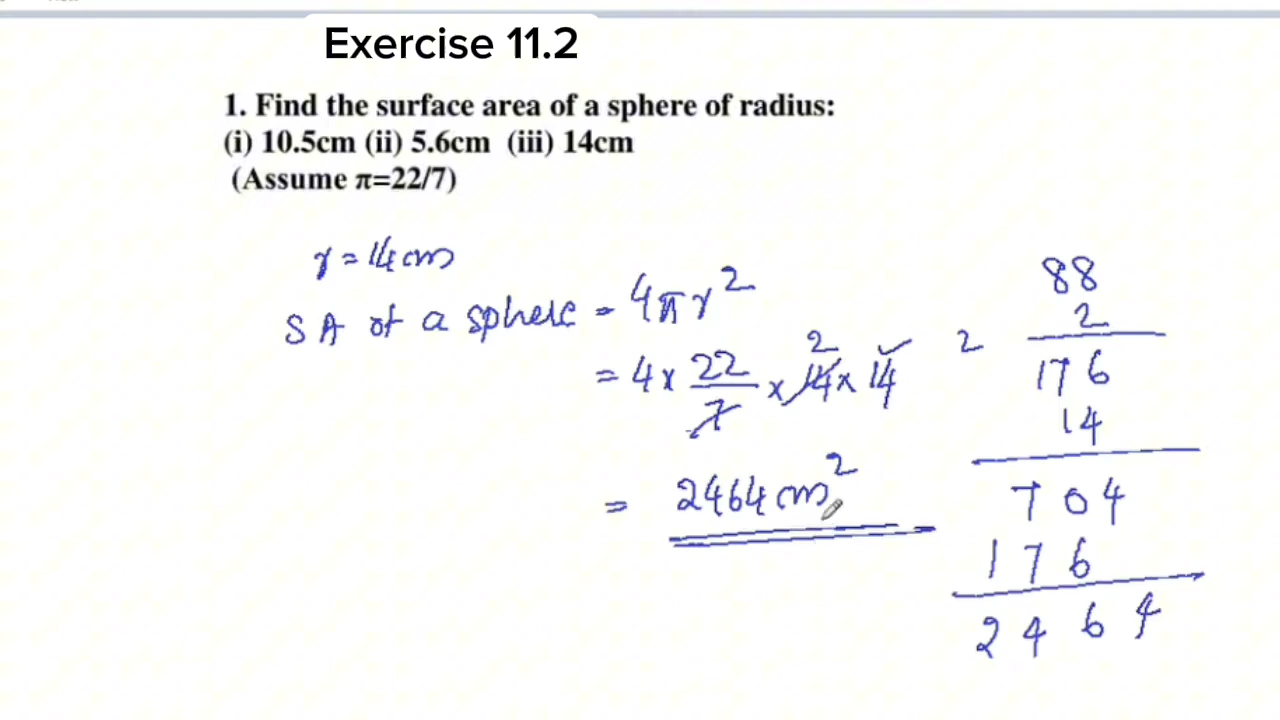 Exercise 11.2
1. Find the surface area of a sphere of radius:
(i) 10.5cm (ii) 5.6cm (iii) 14cm
(Assume π=22/7)
r = 14 cm
SA of a sphere = 4πr²
= 4 x 22/7 x 14 x 14
2
= 2464 cm²
2
88
2
176
14
704
176
2464